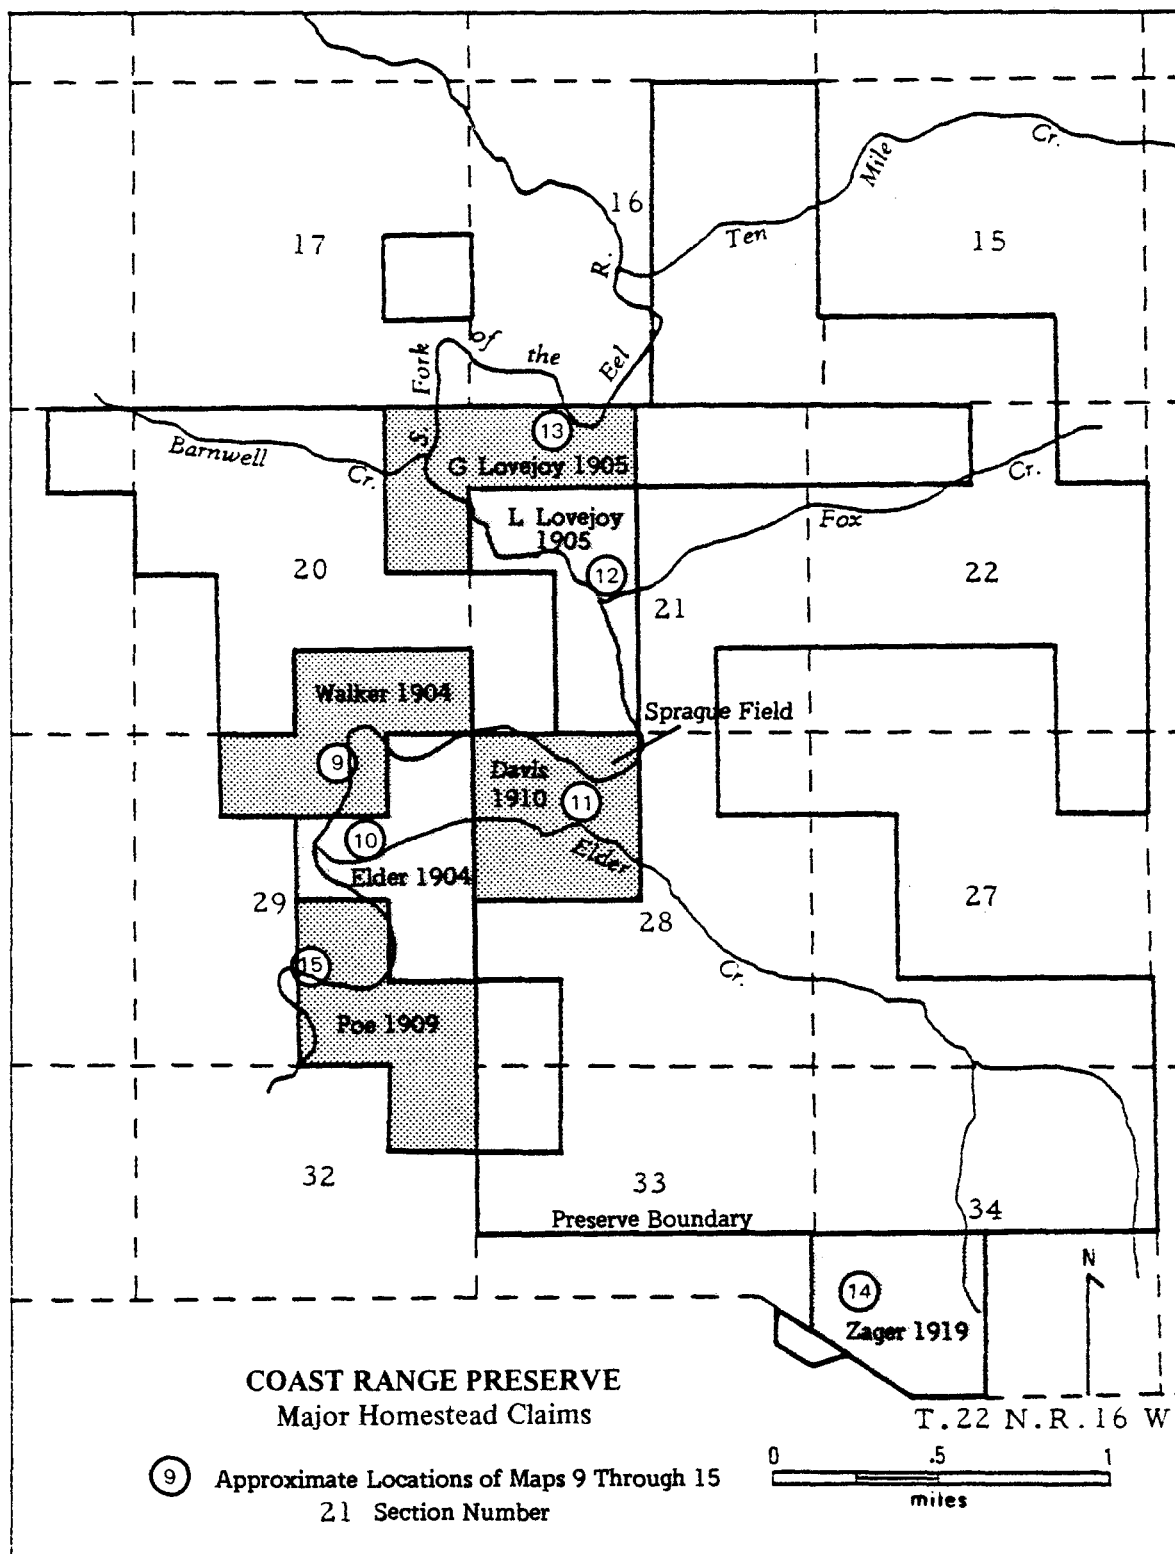 16
Mile
Cr.
17
R.
Ten
15
S. Fork of the Eel
13
Barnwell
Cr.
G Lovejoy 1905
Cr.
L Lovejoy
1905
Fox
20
12
22
21
Walker 1904
Sprague Field
9
Davis
1910
11
10
Elder
Elder 1904
29
27
28
15
Cr.
Poe 1909
32
33
34
Preserve Boundary
N
14
Zager 1919
COAST RANGE PRESERVE
Major Homestead Claims
T.22 N.R.16 W
9 Approximate Locations of Maps 9 Through 15
21 Section Number
0 .5 1
miles